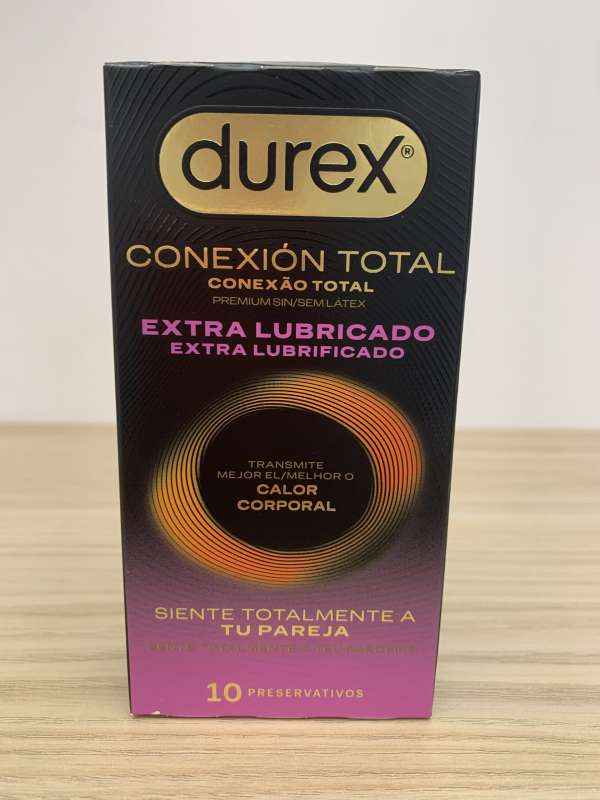 durex®
CONEXIÓN TOTAL
CONEXÃO TOTAL
PREMIUM SIN/SEM LÁTEX
EXTRA LUBRICADO
EXTRA LUBRIFICADO
TRANSMITE
MEJOR EL/MELHOR O
CALOR
CORPORAL
SIENTE TOTALMENTE A
TU PAREJA
10 PRESERVATIVOS